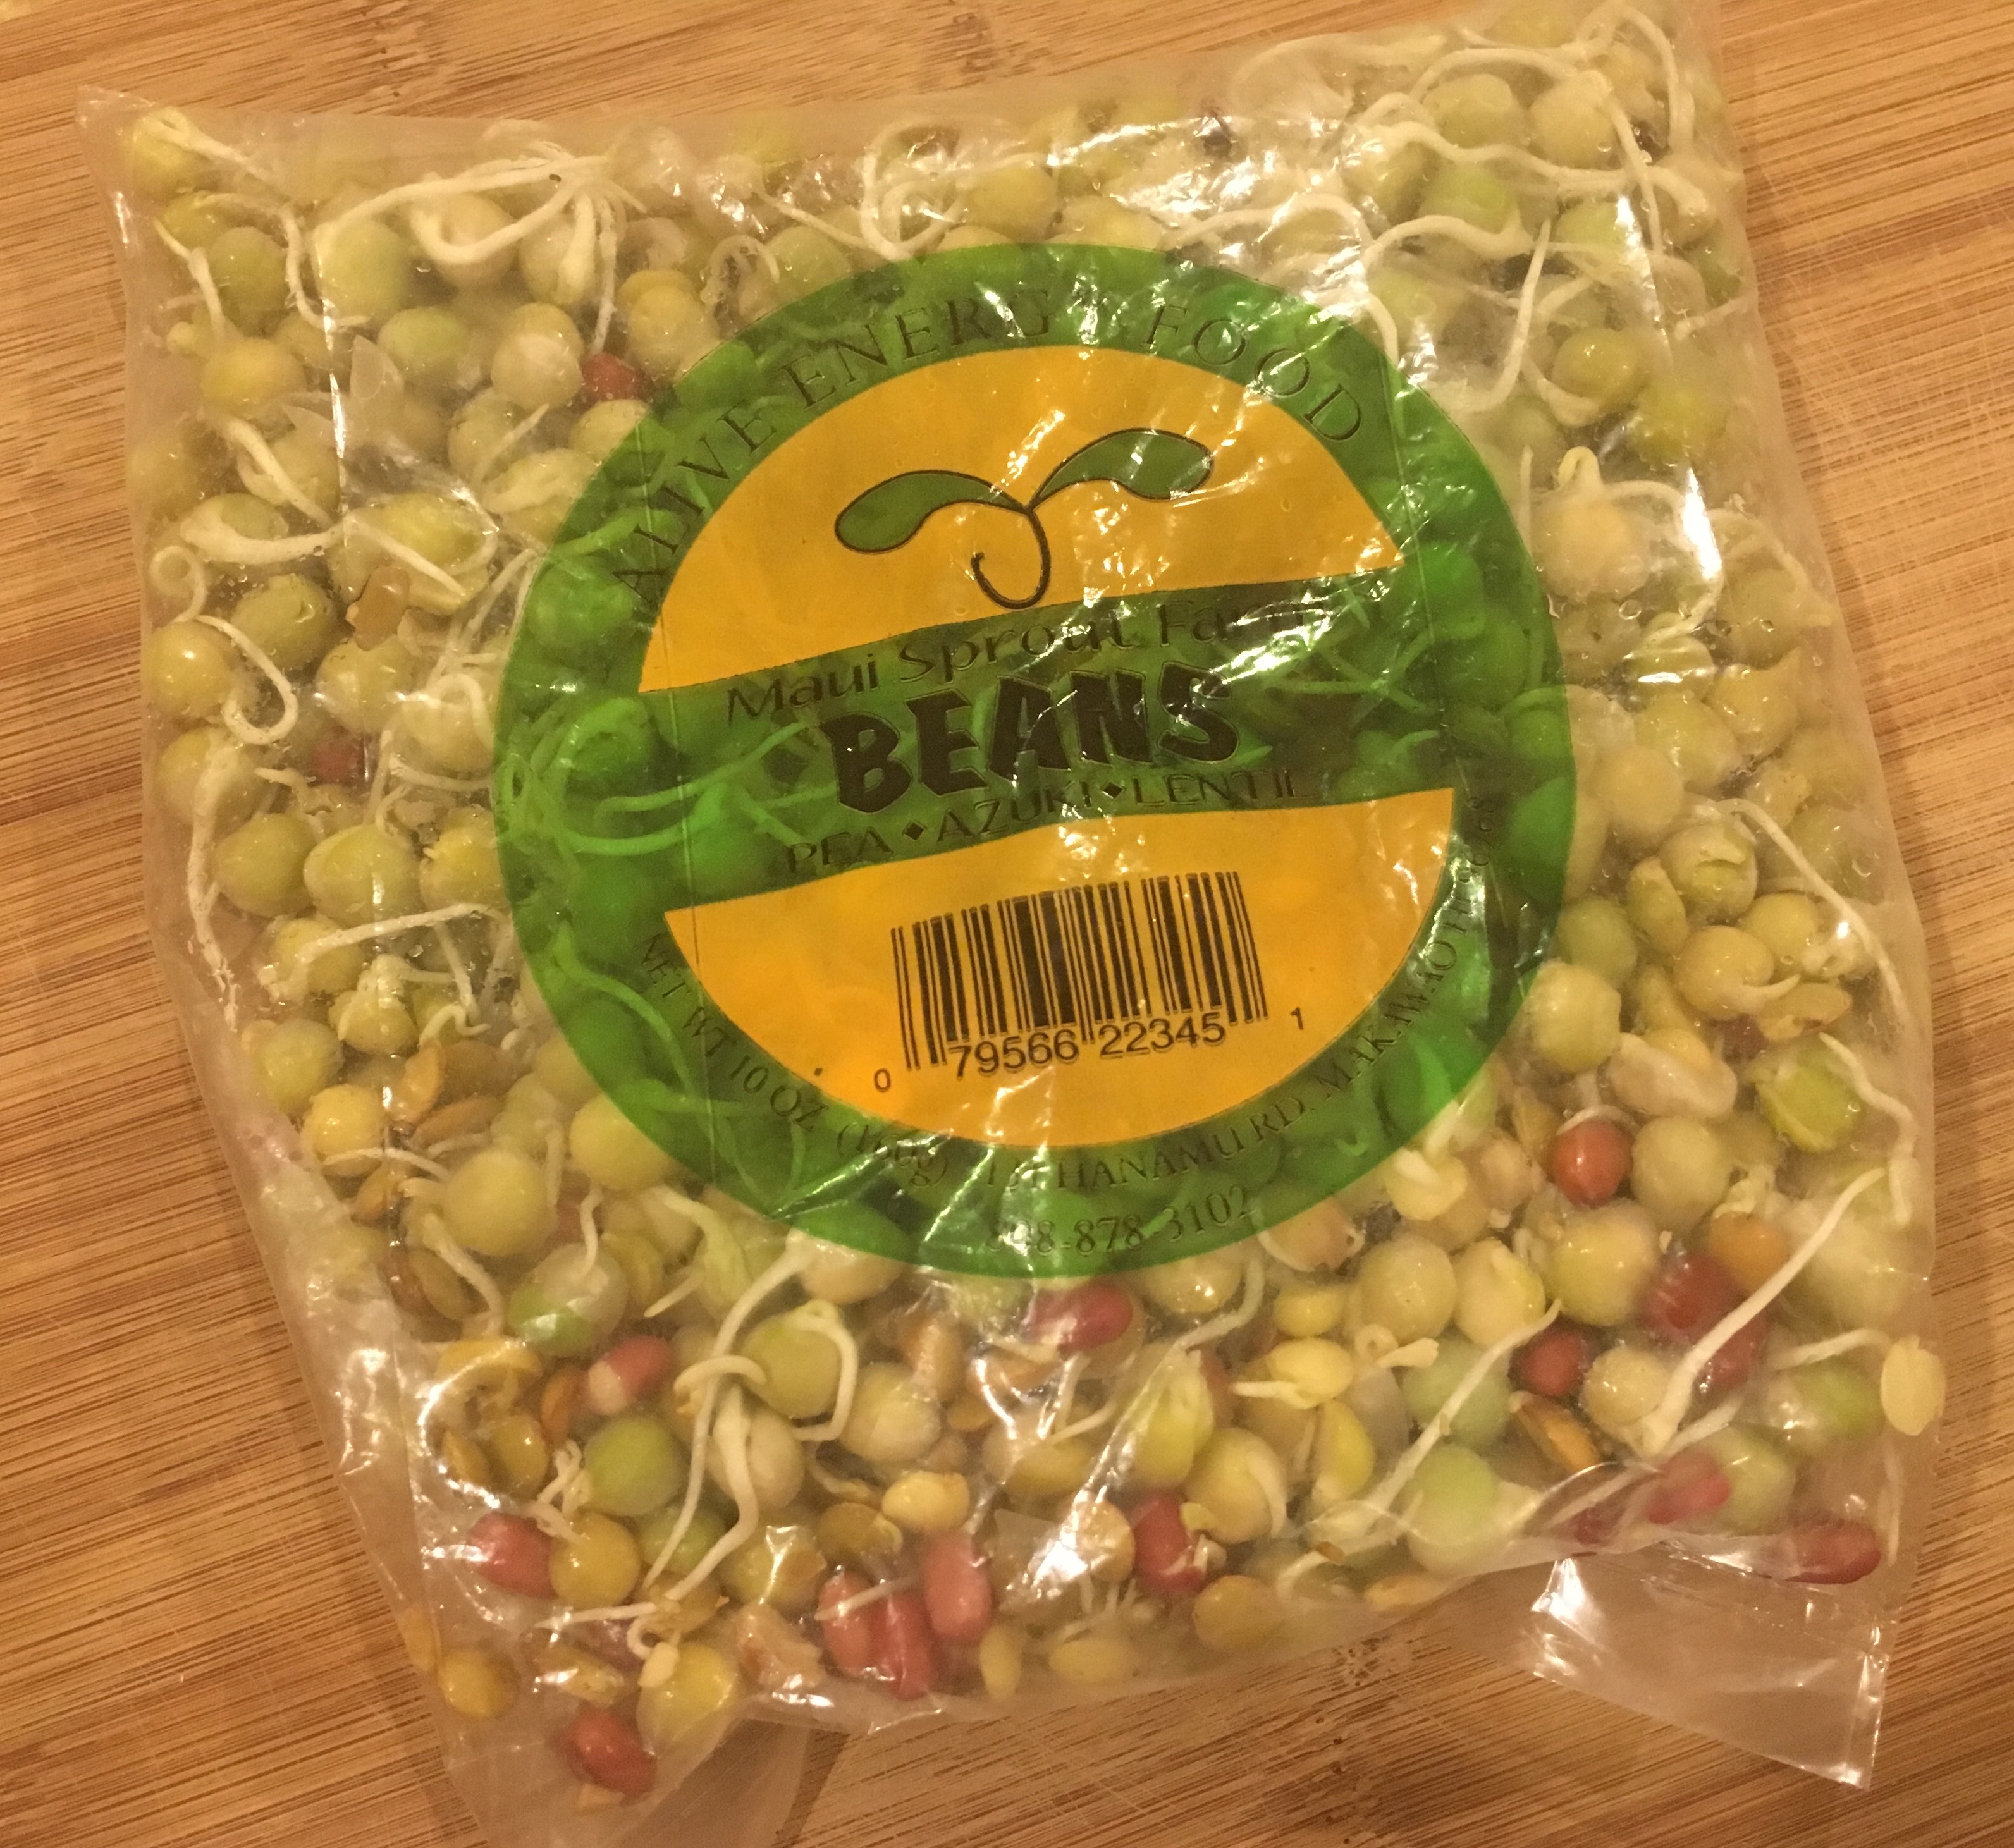 ALIVE ENERGY FOOD
Maui Sprout Farm
BEANS
PEA ◆ AZUKI ◆ LENTIL
0 79566 22345 1
NET WT 10 OZ HANAMU RD. MAKAWAO
878-3102